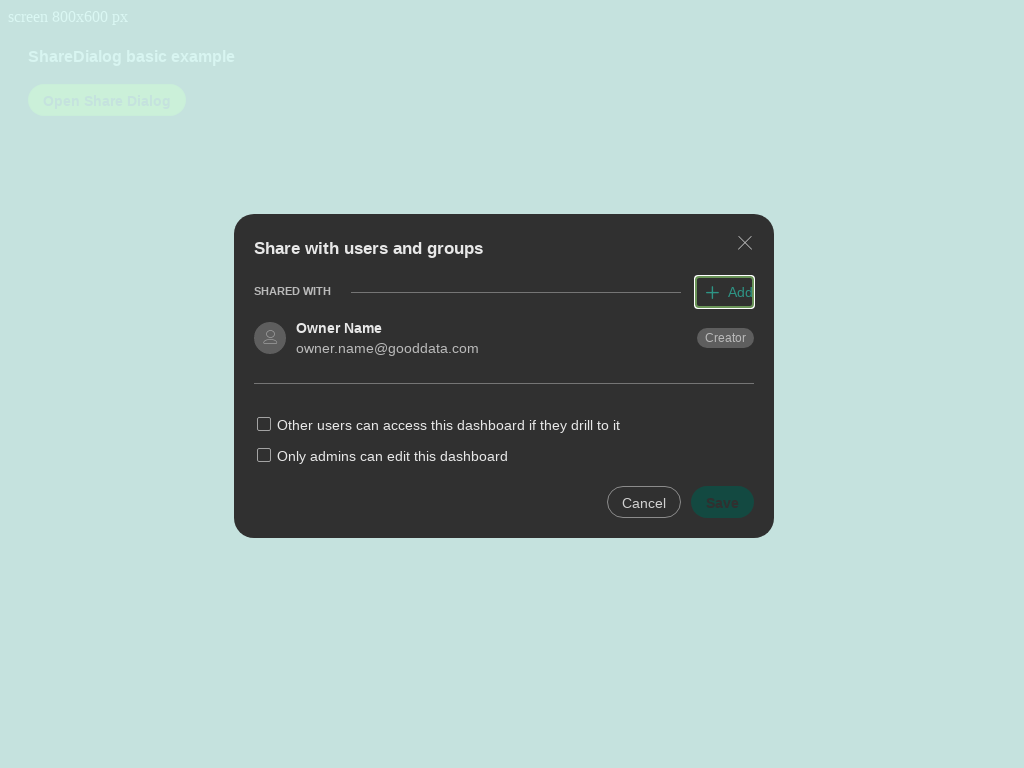 screen 800x600 px
ShareDialog basic example
Open Share Dialog
Share with users and groups
SHARED WITH
Add
Owner Name
owner.name@gooddata.com
Creator
Other users can access this dashboard if they drill to it
Only admins can edit this dashboard
Cancel
Save